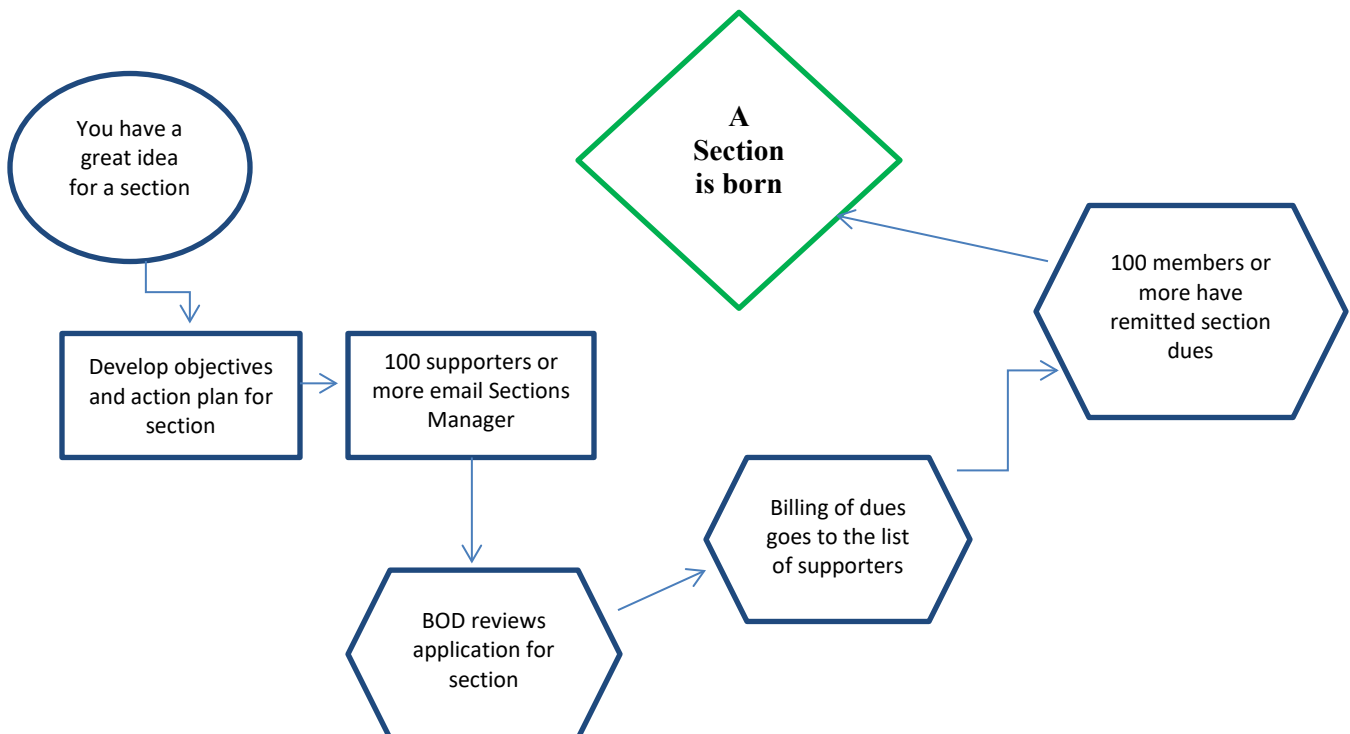 You have a
great idea
for a section
Develop objectives
and action plan for
section
100 supporters or
more email Sections
Manager
BOD reviews
application for
section
Billing of dues
goes to the list
of supporters
100 members or
more have
remitted section
dues
A
Section
is born